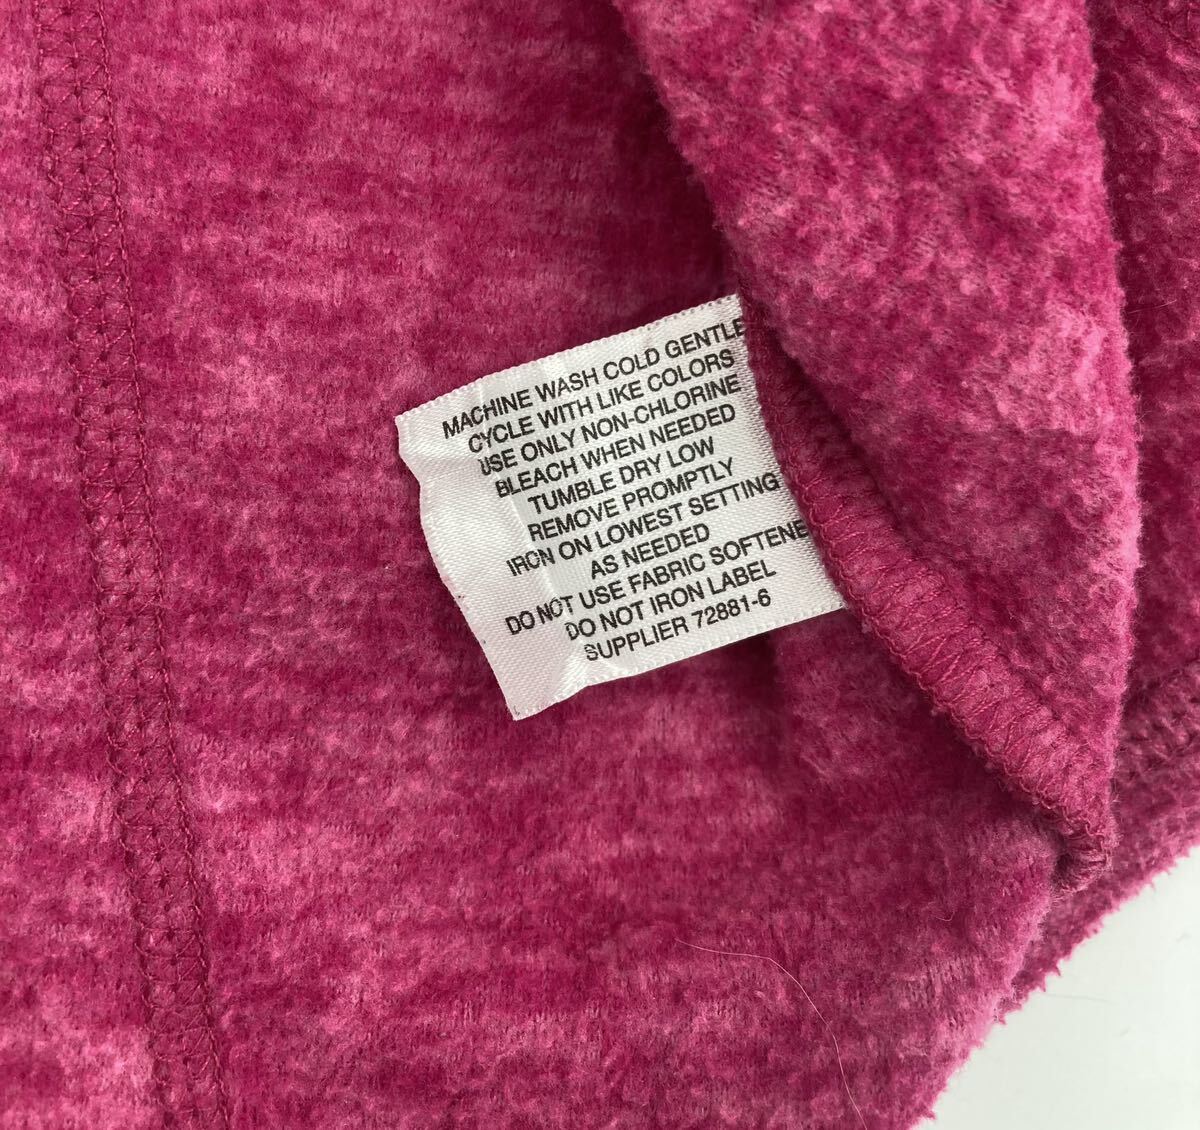 MACHINE WASH COLD GENTLE
CYCLE WITH LIKE COLORS
USE ONLY NON-CHLORINE
BLEACH WHEN NEEDED
TUMBLE DRY LOW
REMOVE PROMPTLY
IRON ON LOWEST SETTING
AS NEEDED
DO NOT USE FABRIC SOFTENE
DO NOT IRON LABEL
SUPPLIER 72881-6